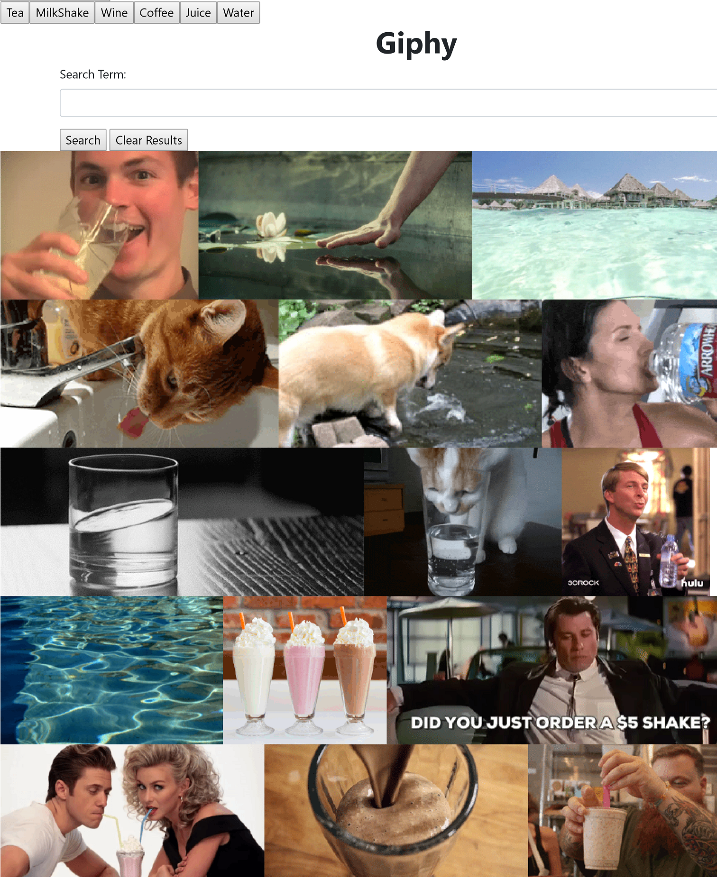 Tea MilkShake Wine Coffee Juice Water
Giphy
Search Term:
Search Clear Results
ARROWHE
30ROCK
hulu
DID YOU JUST ORDER A $5 SHAKE?